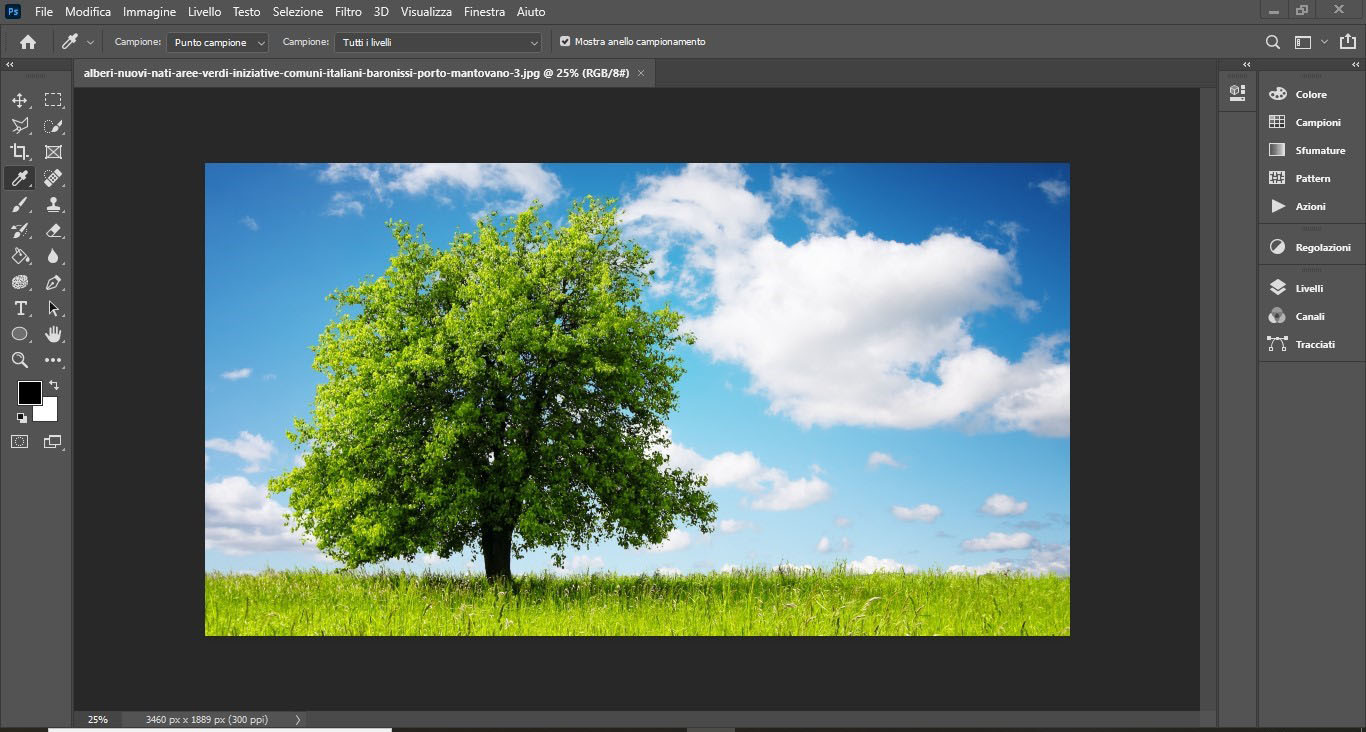 Ps File Modifica Immagine Livello Testo Selezione Filtro 3D Visualizza Finestra Aiuto
Campione: Punto campione Campione: Tutti i livelli Mostra anello campionamento
alberi-nuovi-nati-aree-verdi-iniziative-comuni-italiani-baronissi-porto-mantovano-3.jpg @ 25% (RGB/8#)
Colore
Campioni
Sfumature
Pattern
Azioni
Regolazioni
Livelli
Canali
Tracciati
25% 3460 px x 1889 px (300 ppi)